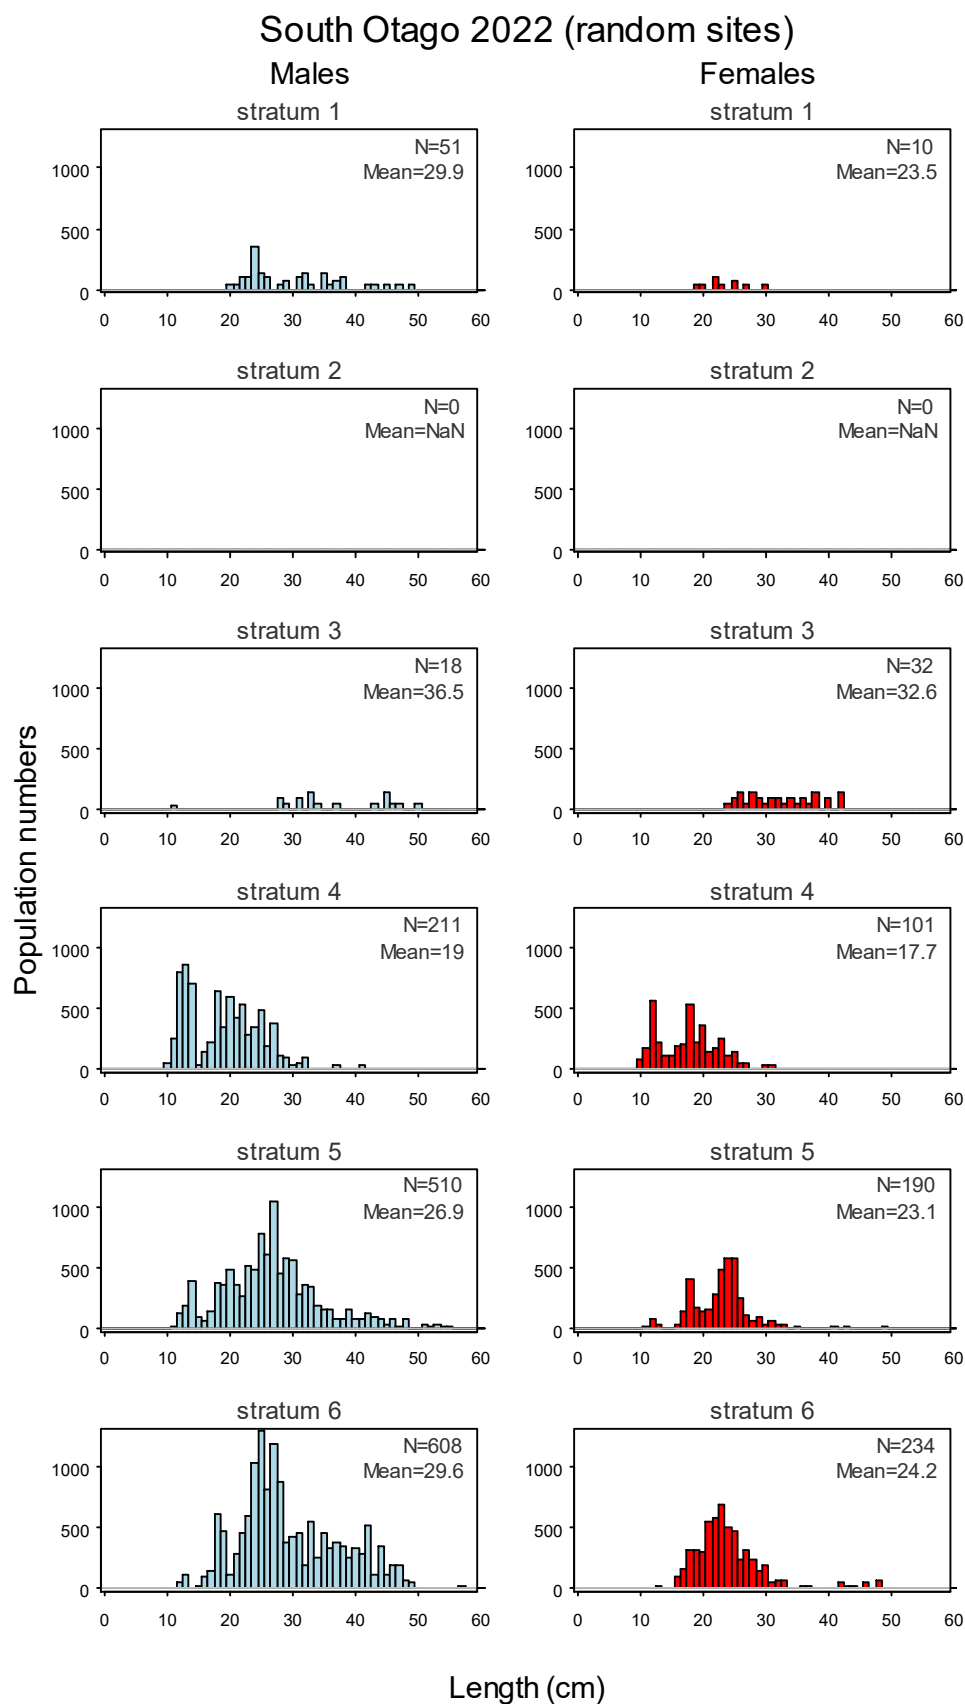 South Otago 2022 (random sites)
Males Females
stratum 1 stratum 1
N=51 N=10
Mean=29.9 Mean=23.5
1000 1000
500 500
0 0
0 10 20 30 40 50 60 0 10 20 30 40 50 60
stratum 2 stratum 2
N=0 N=0
Mean=NaN Mean=NaN
1000 1000
500 500
0 0
0 10 20 30 40 50 60 0 10 20 30 40 50 60
stratum 3 stratum 3
N=18 N=32
Mean=36.5 Mean=32.6
1000 1000
500 500
0 0
0 10 20 30 40 50 60 0 10 20 30 40 50 60
Population numbers
stratum 4 stratum 4
N=211 N=101
Mean=19 Mean=17.7
1000 1000
500 500
0 0
0 10 20 30 40 50 60 0 10 20 30 40 50 60
stratum 5 stratum 5
N=510 N=190
Mean=26.9 Mean=23.1
1000 1000
500 500
0 0
0 10 20 30 40 50 60 0 10 20 30 40 50 60
stratum 6 stratum 6
N=608 N=234
Mean=29.6 Mean=24.2
1000 1000
500 500
0 0
0 10 20 30 40 50 60 0 10 20 30 40 50 60
Length (cm)